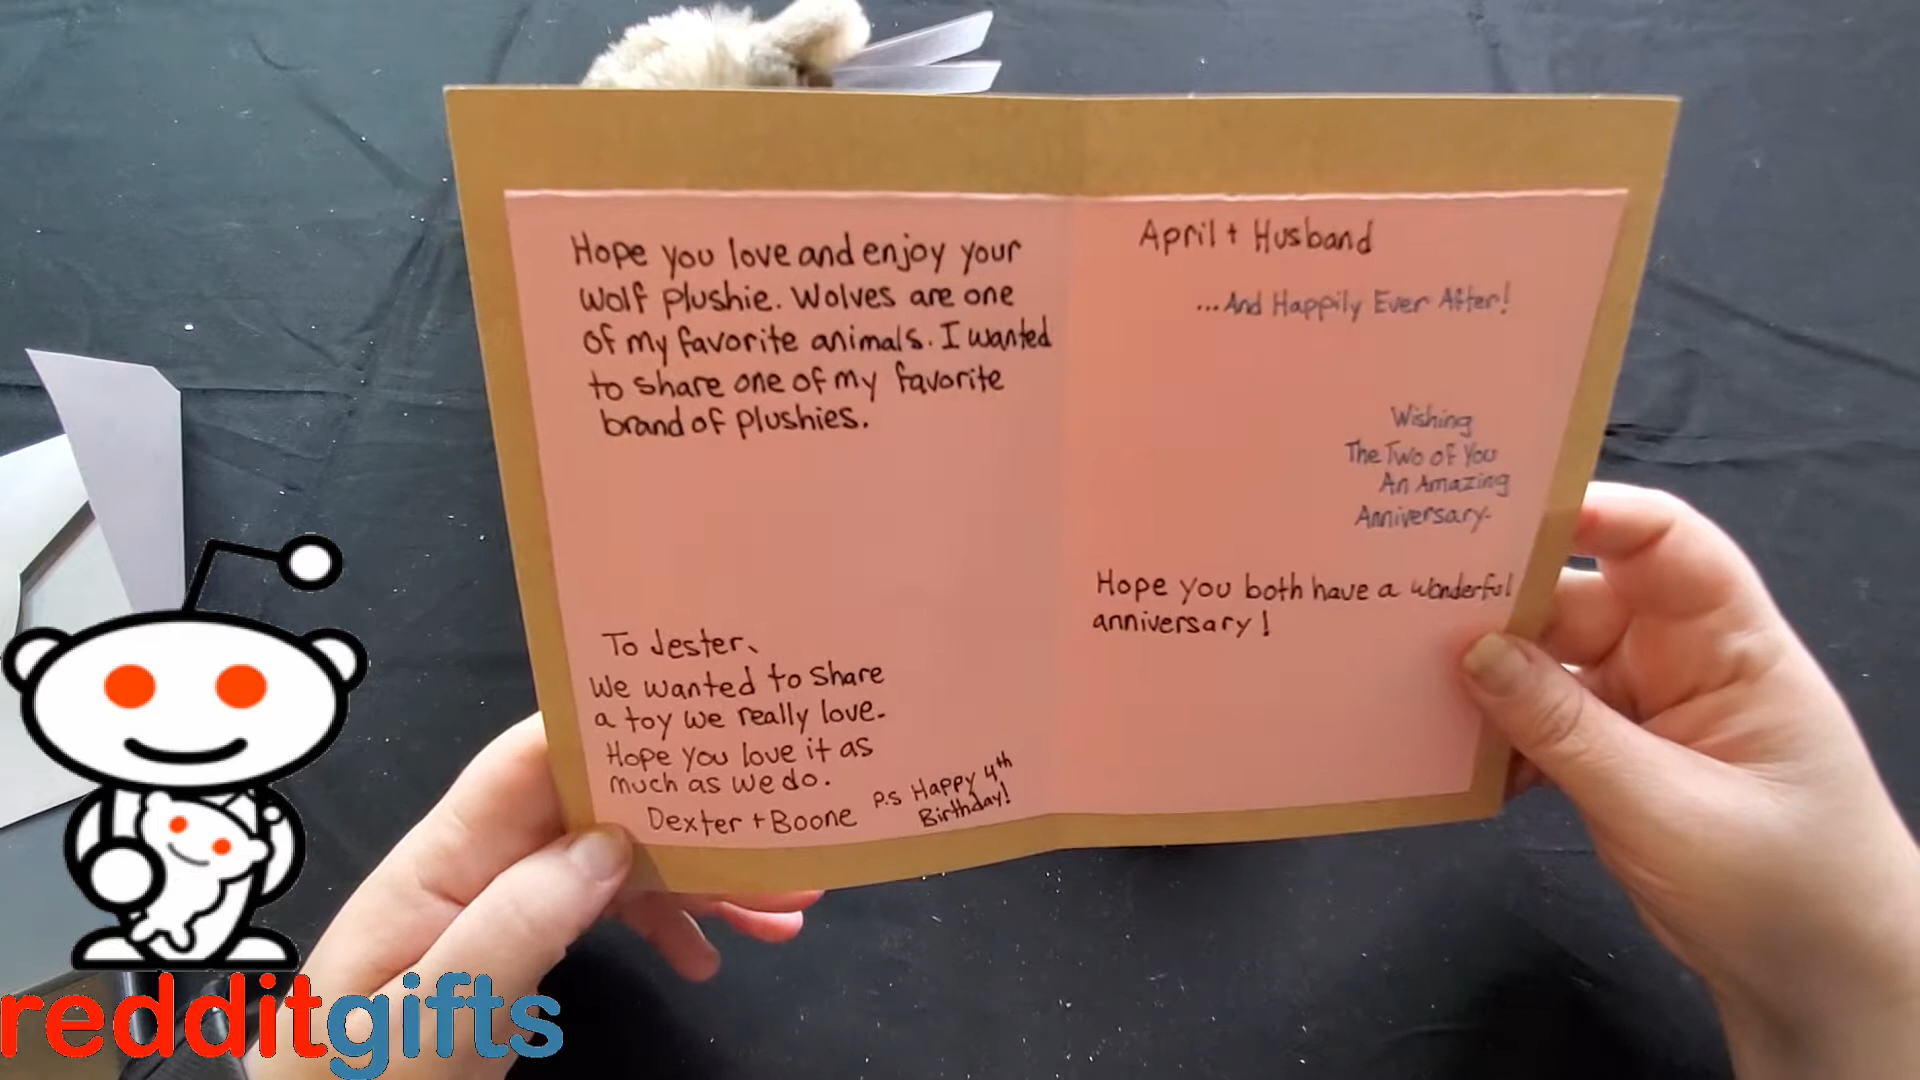 Hope you love and enjoy your
wolf plushie. Wolves are one
of my favorite animals. I wanted
to share one of my favorite
brand of plushies.
To Jester,
We wanted to share
a toy we really love.
Hope you love it as
much as we do.
Dexter + Boone
P.S Happy 4th
Birthday!
April + Husband
...And Happily Ever After!
Wishing
The Two of You
An Amazing
Anniversary.
Hope you both have a wonderful
anniversary!
redditgifts